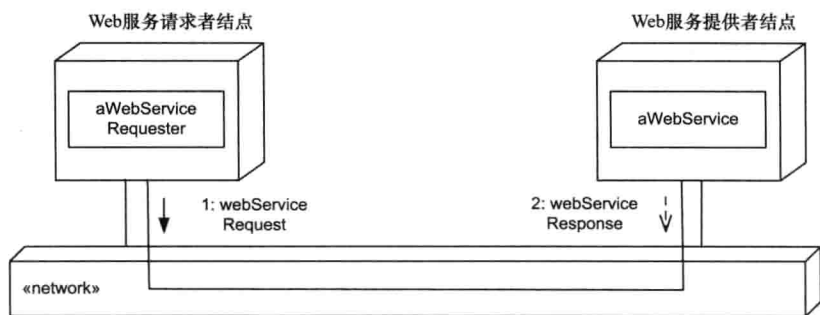 Web服务请求者结点
Web服务提供者结点
aWebService
Requester
aWebService
1: webService
Request
2: webService
Response
«network»